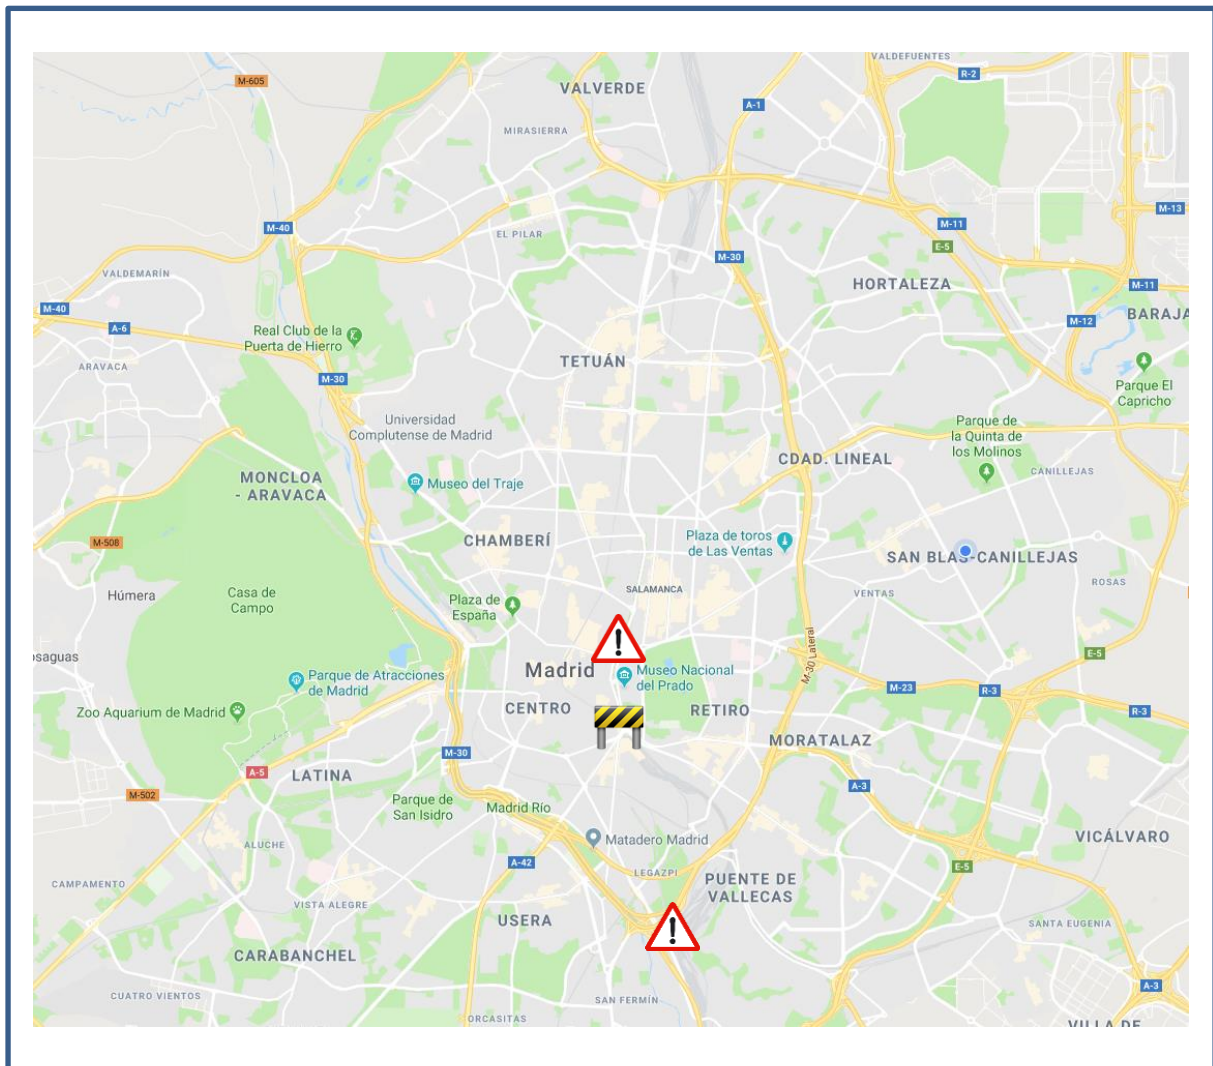 VALDEFUENTES
R-2
M-605
VALVERDE
A-1
MIRASIERRA
M-13
M-11
M-40
EL PILAR
E-5
M-30
VALDEMARÍN
HORTALEZA
M-11
M-40
BARAJA
M-12
A-6
Real Club de la
Puerta de Hierro
TETUÁN
ARAVACA
M-30
Parque El
Capricho
Universidad
Complutense de Madrid
Parque de
la Quinta de
los Molinos
CDAD. LINEAL
CANILLEJAS
MONCLOA
- ARAVACA
Museo del Traje
CHAMBERÍ
Plaza de toros
de Las Ventas
M-508
SAN BLAS-CANILLEJAS
ROSAS
Húmera
Casa de
Campo
SALAMANCA
VENTAS
Plaza de
España
!
M-30 Lateral
osaguas
E-5
Parque de Atracciones
de Madrid
Madrid
Museo Nacional
del Prado
M-23
R-3
R-3
Zoo Aquarium de Madrid
CENTRO
RETIRO
MORATALAZ
M-30
A-5
LATINA
A-3
M-502
Parque de
San Isidro
Madrid Río
Matadero Madrid
VICÁLVARO
ALUCHE
A-42
E-5
LEGAZPI
PUENTE DE
VALLECAS
CAMPAMENTO
VISTA ALEGRE
USERA
!
SANTA EUGENIA
CARABANCHEL
A-3
CUATRO VIENTOS
SAN FERMÍN
ORCASITAS
VILLA DE